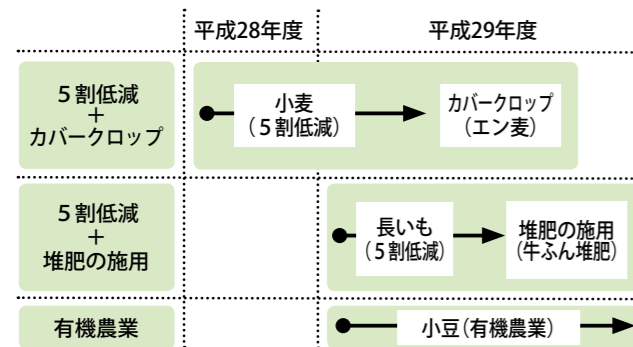 平成28年度
平成29年度
５割低減
＋
カバークロップ
小麦
(５割低減)
カバークロップ
(エン麦)
５割低減
＋
堆肥の施用
長いも
(５割低減)
堆肥の施用
(牛ふん堆肥)
有機農業
小豆(有機農業)